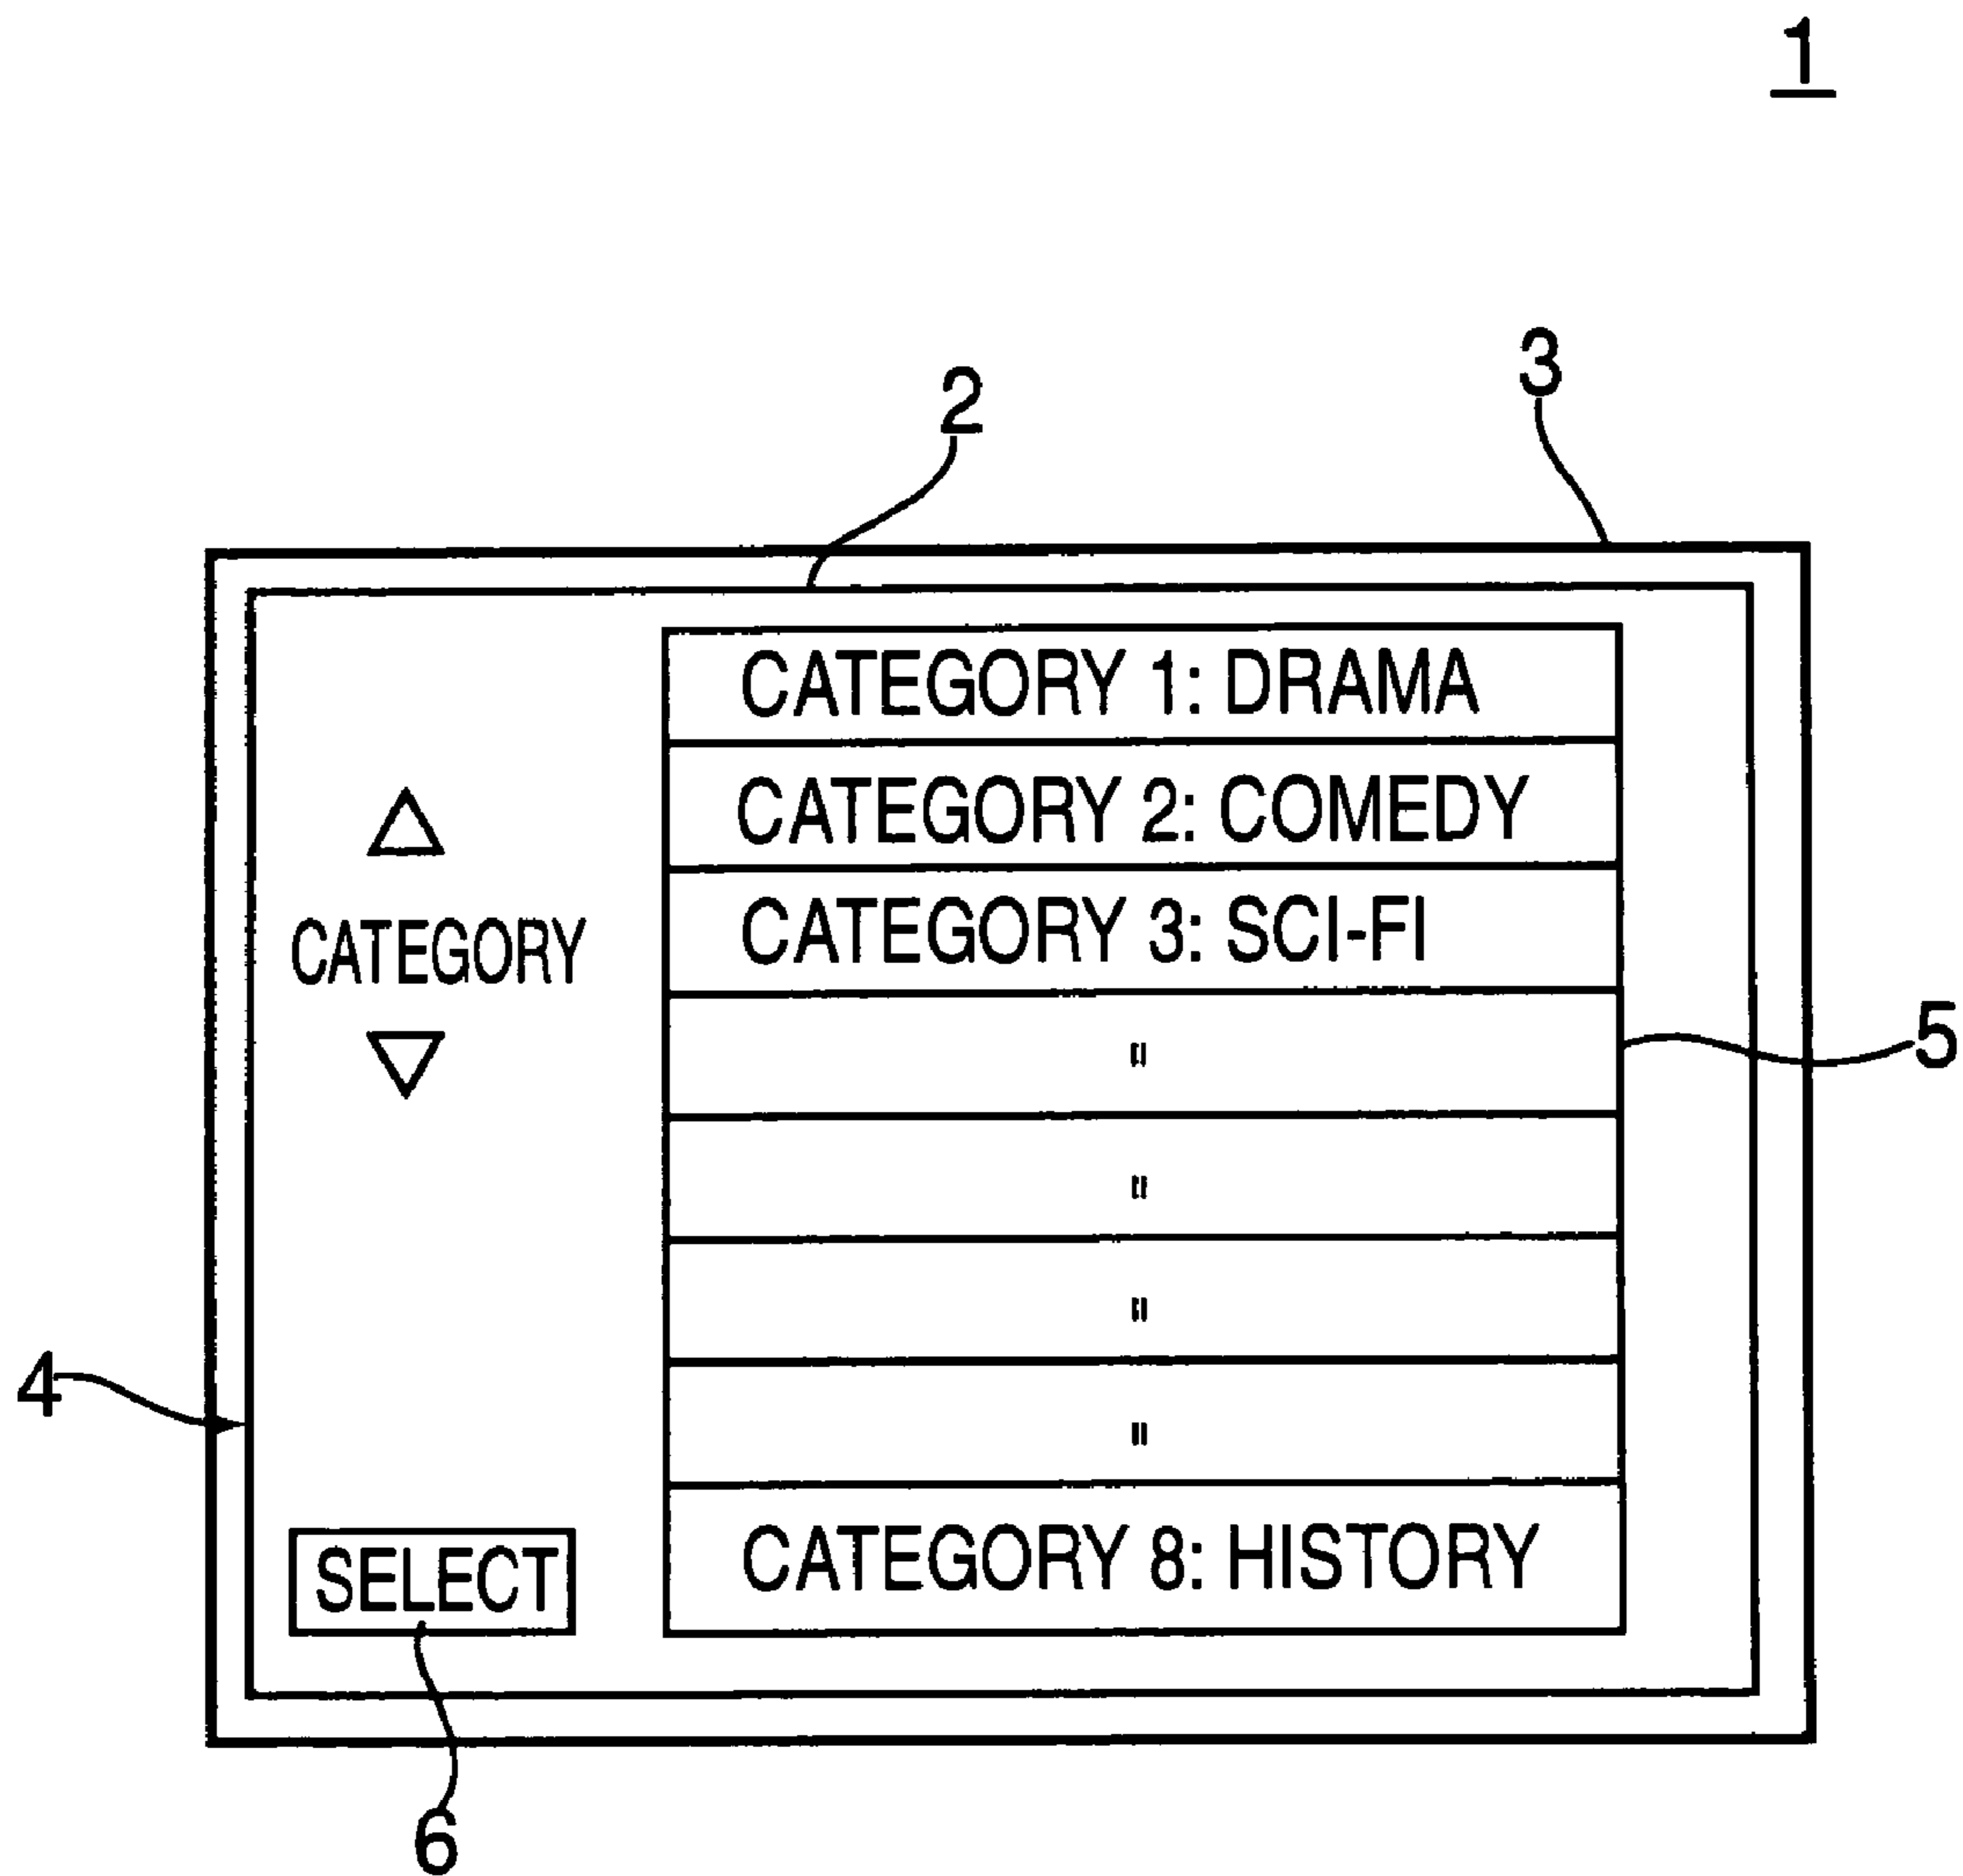 1
2
3
CATEGORY 1: DRAMA
CATEGORY 2: COMEDY
CATEGORY
CATEGORY 3: SCI-FI
"
5
"
"
4
"
SELECT
CATEGORY 8: HISTORY
6